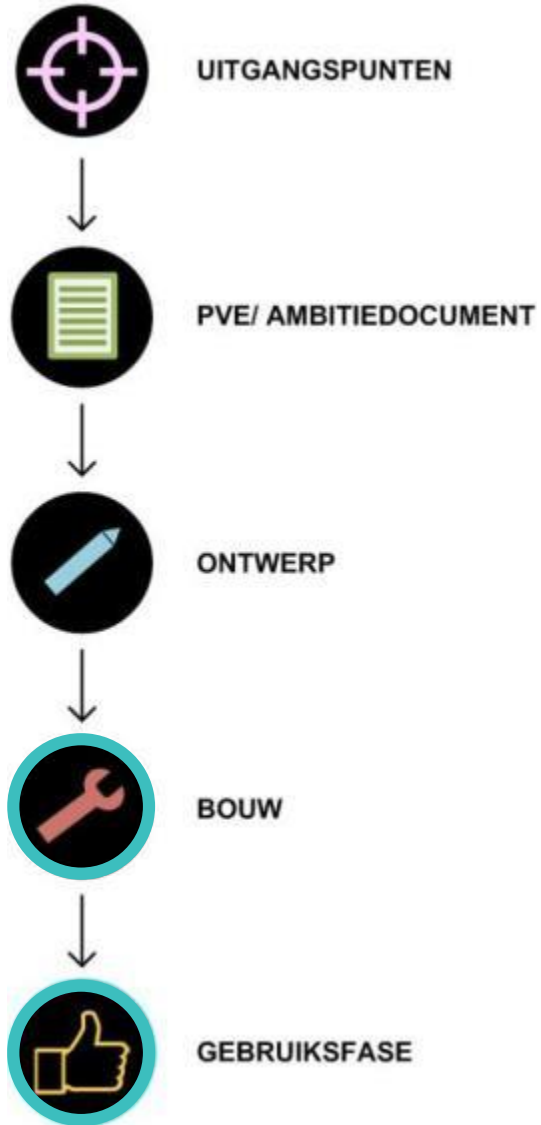 UITGANGSPUNTEN
PVE/ AMBITIEDOCUMENT
ONTWERP
BOUW
GEBRUIKSFASE